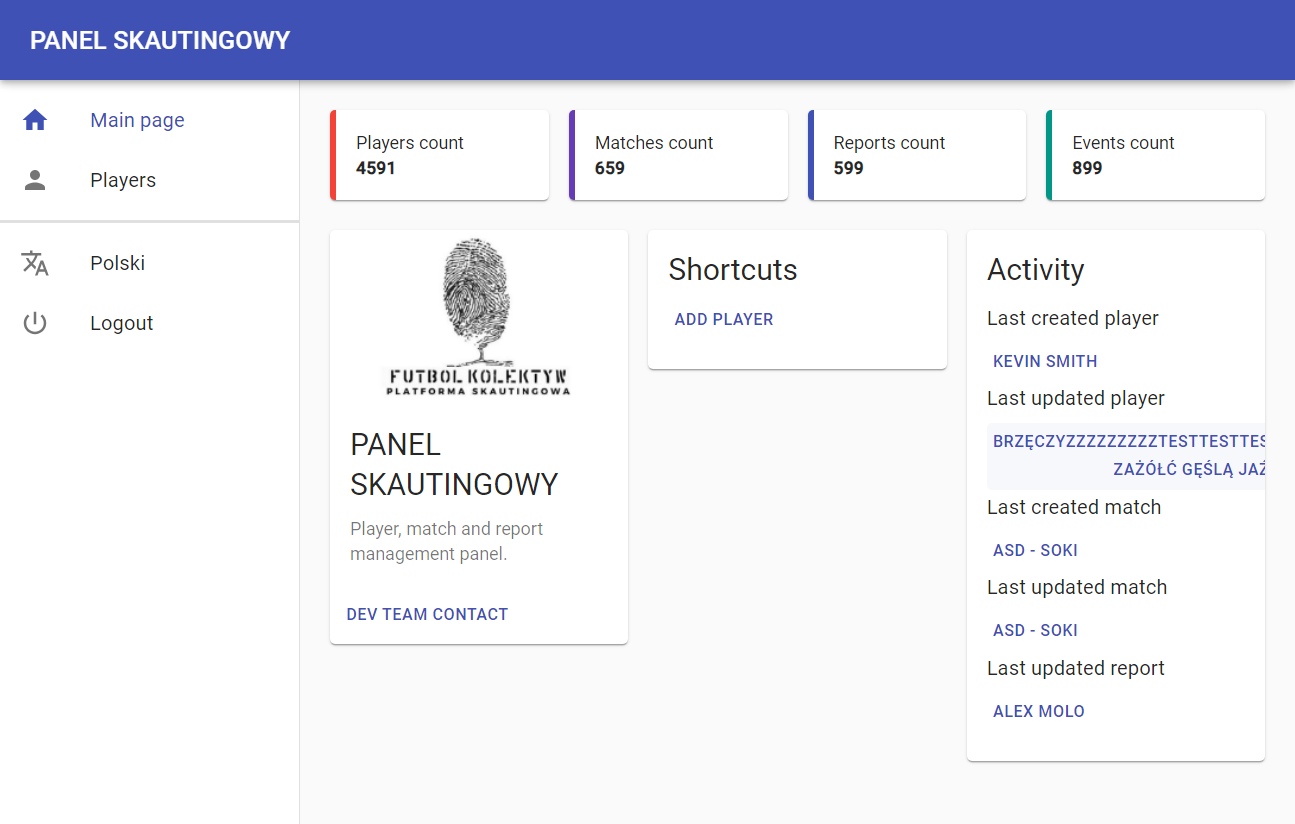 PANEL SKAUTINGOWY
Main page
Players
Polski
Logout
Players count
4591
Matches count
659
Reports count
599
Events count
899
FUTBOL KOLEKTYW
PLATFORMA SKAUTINGOWA
PANEL
SKAUTINGOWY
Player, match and report
management panel.
DEV TEAM CONTACT
Shortcuts
ADD PLAYER
Activity
Last created player
KEVIN SMITH
Last updated player
BRZĘCZYZZZZZZZZZTESTTESTTES
ZAŻÓŁĆ GĘŚLĄ JAŹ
Last created match
ASD - SOKI
Last updated match
ASD - SOKI
Last updated report
ALEX MOLO